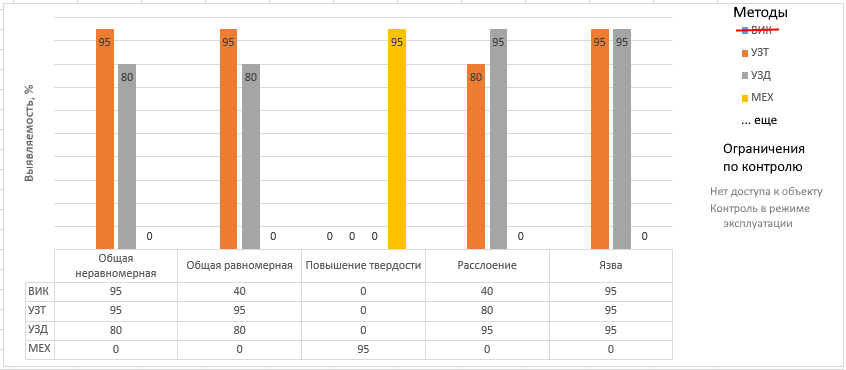 Методы
ВИК
УЗТ
УЗД
МЕХ
... еще
Ограничения
по контролю
Нет доступа к объекту
Контроль в режиме
эксплуатации
Выявляемость, %
95 80 0
95 80 0
0 0 0 95
80 95 0
95 95 0
Общая неравномерная Общая равномерная Повышение твердости Расслоение Язва
ВИК 95 40 0 40 95
УЗТ 95 95 0 80 95
УЗД 80 80 0 95 95
МЕХ 0 0 95 0 0